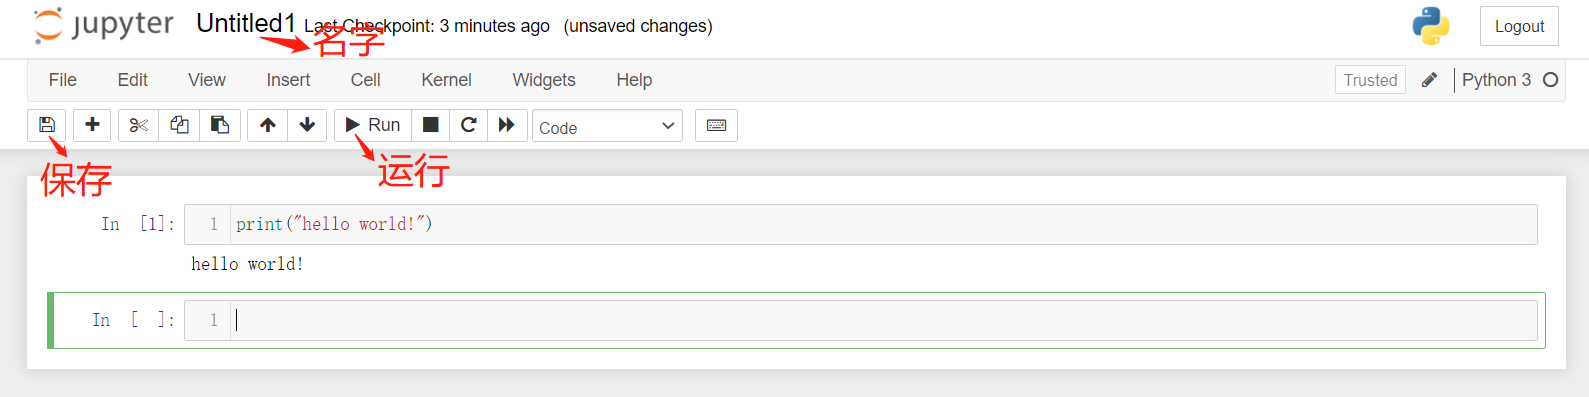 jupyter Untitled1 Last Checkpoint: 3 minutes ago (unsaved changes) Logout
名字
File Edit View Insert Cell Kernel Widgets Help Trusted Python 3
Run Code
保存 运行
In [1]: 1 print("hello world!")
hello world!
In [ ]: 1